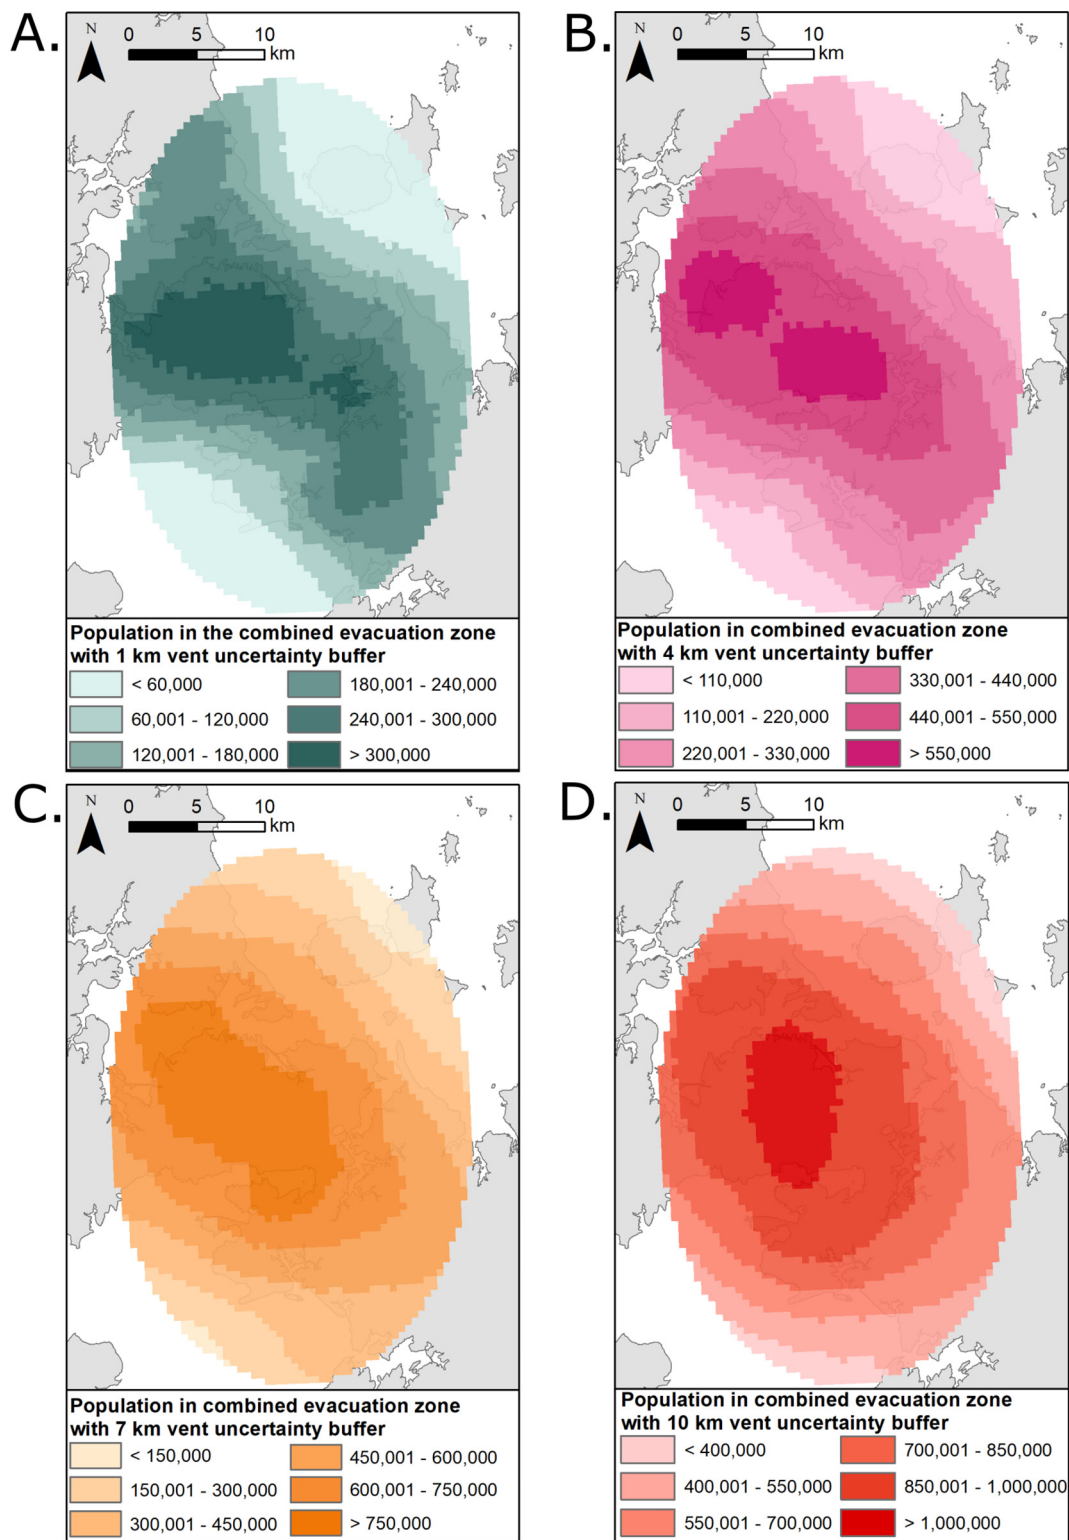 A.
N
0 5 10
km
Population in the combined evacuation zone
with 1 km vent uncertainty buffer
< 60,000
180,001 - 240,000
60,001 - 120,000
240,001 - 300,000
120,001 - 180,000
> 300,000
B.
N
0 5 10
km
Population in combined evacuation zone
with 4 km vent uncertainty buffer
< 110,000
330,001 - 440,000
110,001 - 220,000
440,001 - 550,000
220,001 - 330,000
> 550,000
C.
N
0 5 10
km
Population in combined evacuation zone
with 7 km vent uncertainty buffer
< 150,000
450,001 - 600,000
150,001 - 300,000
600,001 - 750,000
300,001 - 450,000
> 750,000
D.
N
0 5 10
km
Population in combined evacuation zone
with 10 km vent uncertainty buffer
< 400,000
700,001 - 850,000
400,001 - 550,000
850,001 - 1,000,000
550,001 - 700,000
> 1,000,000